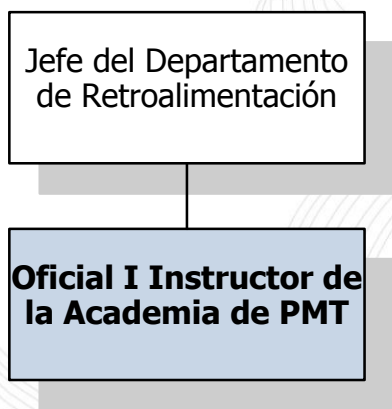 Jefe del Departamento
de Retroalimentación
Oficial I Instructor de
la Academia de PMT